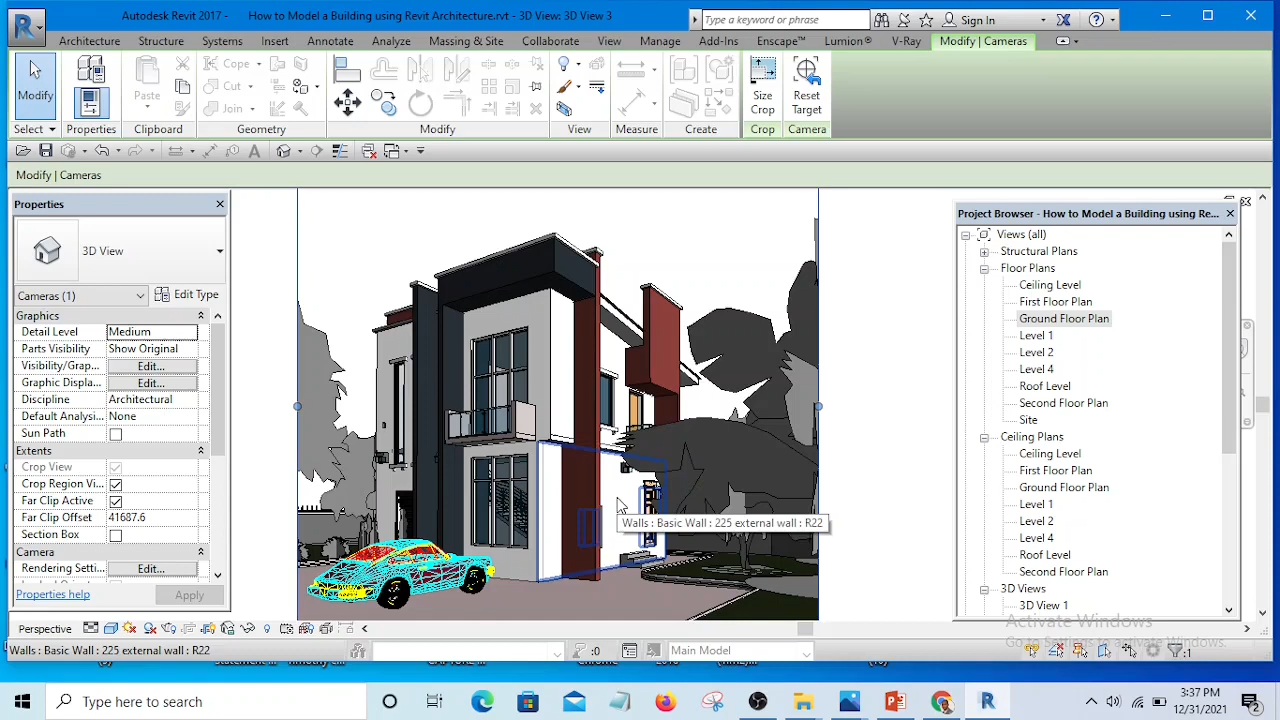 Autodesk Revit 2017 - How to Model a Building using Revit Architecture.rvt - 3D View: 3D View 3
Type a keyword or phrase
Sign In
Architecture Structure Systems Insert Annotate Analyze Massing & Site Collaborate View Manage Add-Ins Enscape™ Lumion® V-Ray Modify | Cameras
Modify
Properties
Paste
Cope
Cut
Join
Size Crop
Reset Target
Select Properties Clipboard Geometry Modify View Measure Create Crop Camera
Modify | Cameras
Properties
3D View
Cameras (1)
Edit Type
Graphics
Detail Level Medium
Parts Visibility Show Original
Visibility/Grap... Edit...
Graphic Displa... Edit...
Discipline Architectural
Default Analysi... None
Sun Path
Extents
Crop View
Crop Region Vi...
Far Clip Active
Far Clip Offset 41687.6
Section Box
Camera
Rendering Setti... Edit...
Properties help
Apply
Walls : Basic Wall : 225 external wall : R22
Project Browser - How to Model a Building using Re...
Views (all)
Structural Plans
Floor Plans
Ceiling Level
First Floor Plan
Ground Floor Plan
Level 1
Level 2
Level 4
Roof Level
Second Floor Plan
Site
Ceiling Plans
Ceiling Level
First Floor Plan
Ground Floor Plan
Level 1
Level 2
Level 4
Roof Level
Second Floor Plan
3D Views
3D View 1
Activate Windows
Go to Settings to activate Windows.
Perspective
Walls : Basic Wall : 225 external wall : R22
:0
Main Model
:1
Type here to search
3:37 PM
12/31/2021
2